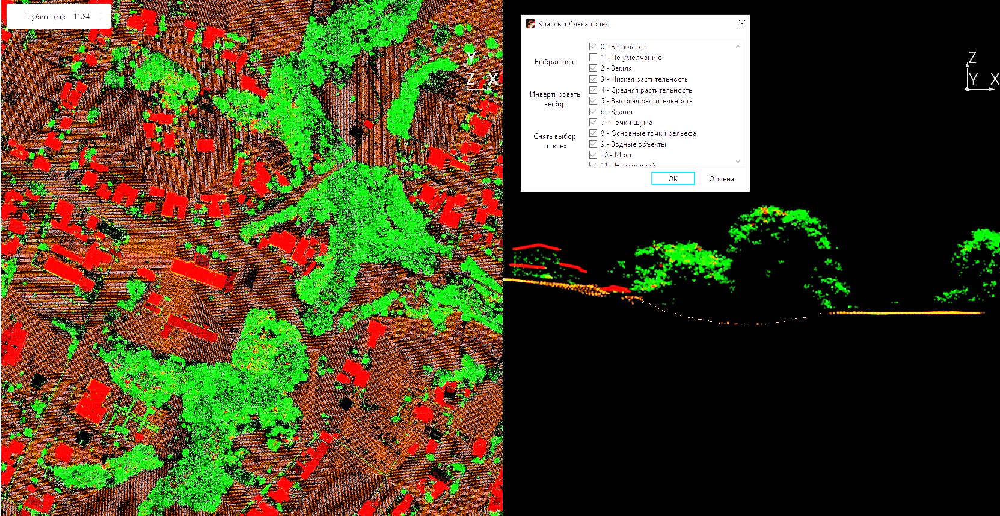 Глубина (м): 11.84
Y
Z X
Классы облака точек
Выбрать все
Инвертировать
выбор
Снять выбор
со всех
0 - Без класса
1 - По умолчанию
2 - Земля
3 - Низкая растительность
4 - Средняя растительность
5 - Высокая растительность
6 - Здание
7 - Точки шума
8 - Основные точки рельефа
9 - Водные объекты
10 - Мост
11 - Неактивный
OK
Отмена
Z
Y X